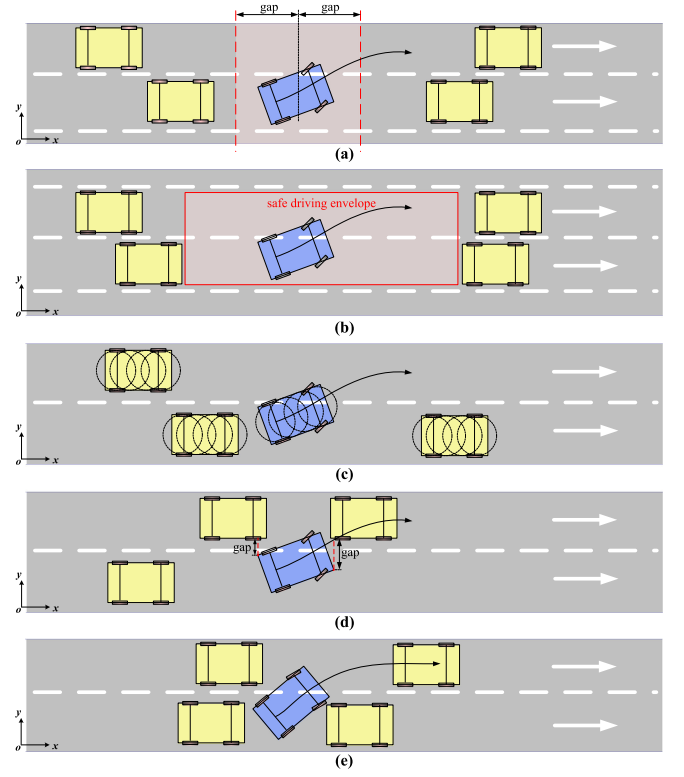 gap gap
y
o x
(a)
safe driving envelope
y
o x
(b)
y
o x
(c)
gap
gap
y
o x
(d)
y
o x
(e)